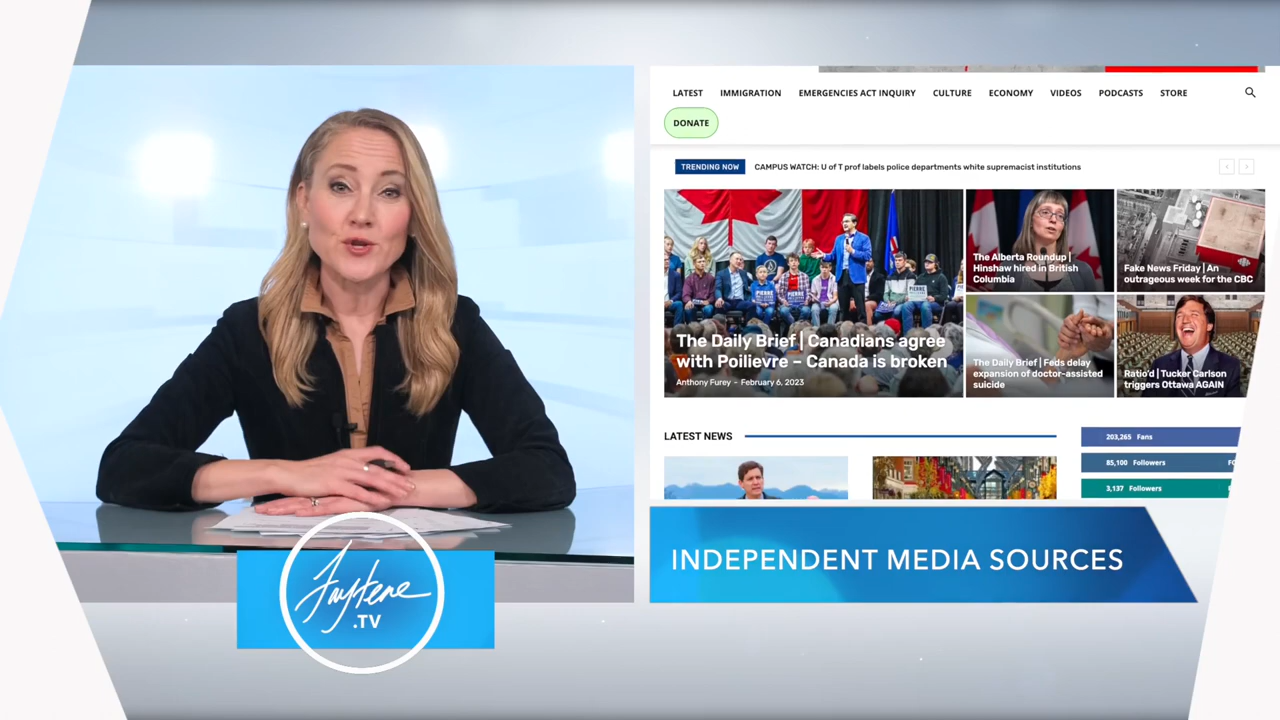 LATEST IMMIGRATION EMERGENCIES ACT INQUIRY CULTURE ECONOMY VIDEOS PODCASTS STORE
DONATE
TRENDING NOW CAMPUS WATCH: U of T prof labels police departments white supremacist institutions
The Daily Brief | Canadians agree
with Poilievre – Canada is broken
Anthony Furey - February 6, 2023
The Alberta Roundup |
Hinshaw hired in British
Columbia
Fake News Friday | An
outrageous week for the CBC
The Daily Brief | Feds delay
expansion of doctor-assisted
suicide
Ratio'd | Tucker Carlson
triggers Ottawa AGAIN
LATEST NEWS
203,265 Fans
85,100 Followers
3,137 Followers
INDEPENDENT MEDIA SOURCES
Faytene
.TV